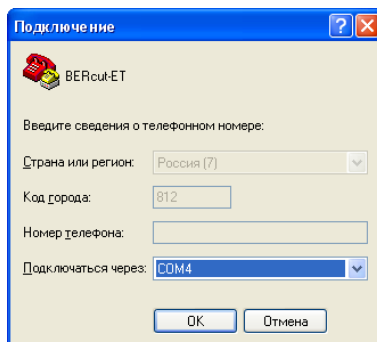 Подключение
BERcut-ET
Введите сведения о телефонном номере:
Страна или регион: Россия (7)
Код города: 812
Номер телефона:
Подключаться через: COM4
OK Отмена